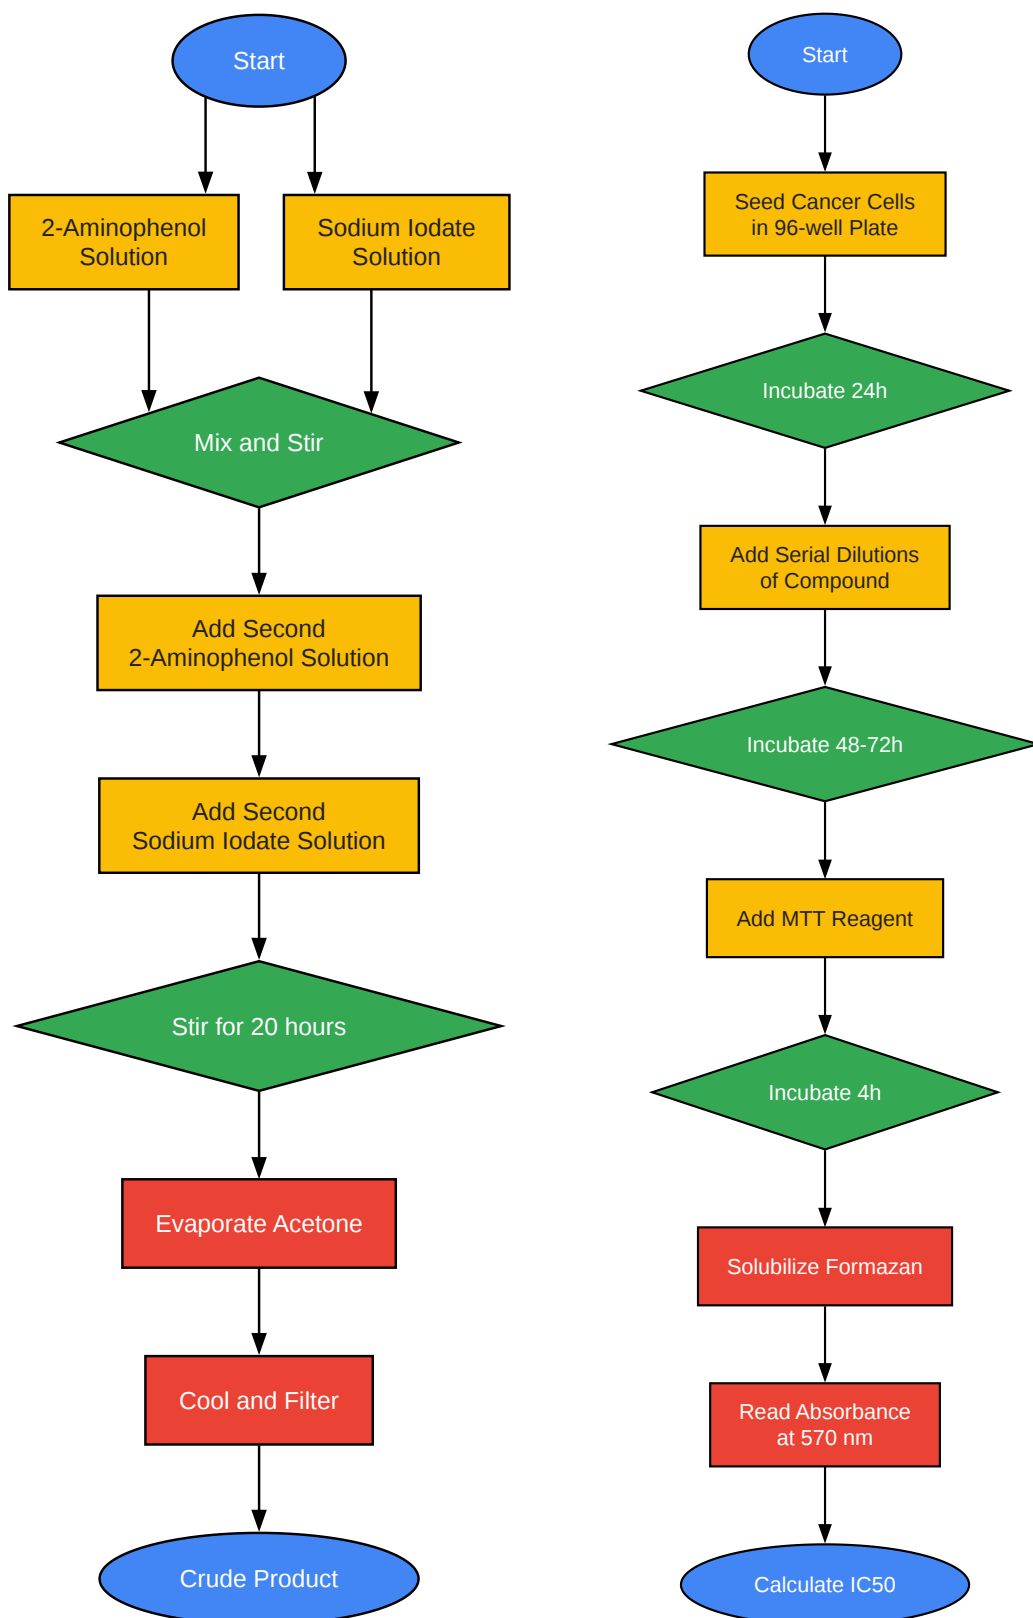 Start
2-Aminophenol
Solution
Sodium Iodate
Solution
Mix and Stir
Add Second
2-Aminophenol Solution
Add Second
Sodium Iodate Solution
Stir for 20 hours
Evaporate Acetone
Cool and Filter
Crude Product
Start
Seed Cancer Cells
in 96-well Plate
Incubate 24h
Add Serial Dilutions
of Compound
Incubate 48-72h
Add MTT Reagent
Incubate 4h
Solubilize Formazan
Read Absorbance
at 570 nm
Calculate IC50